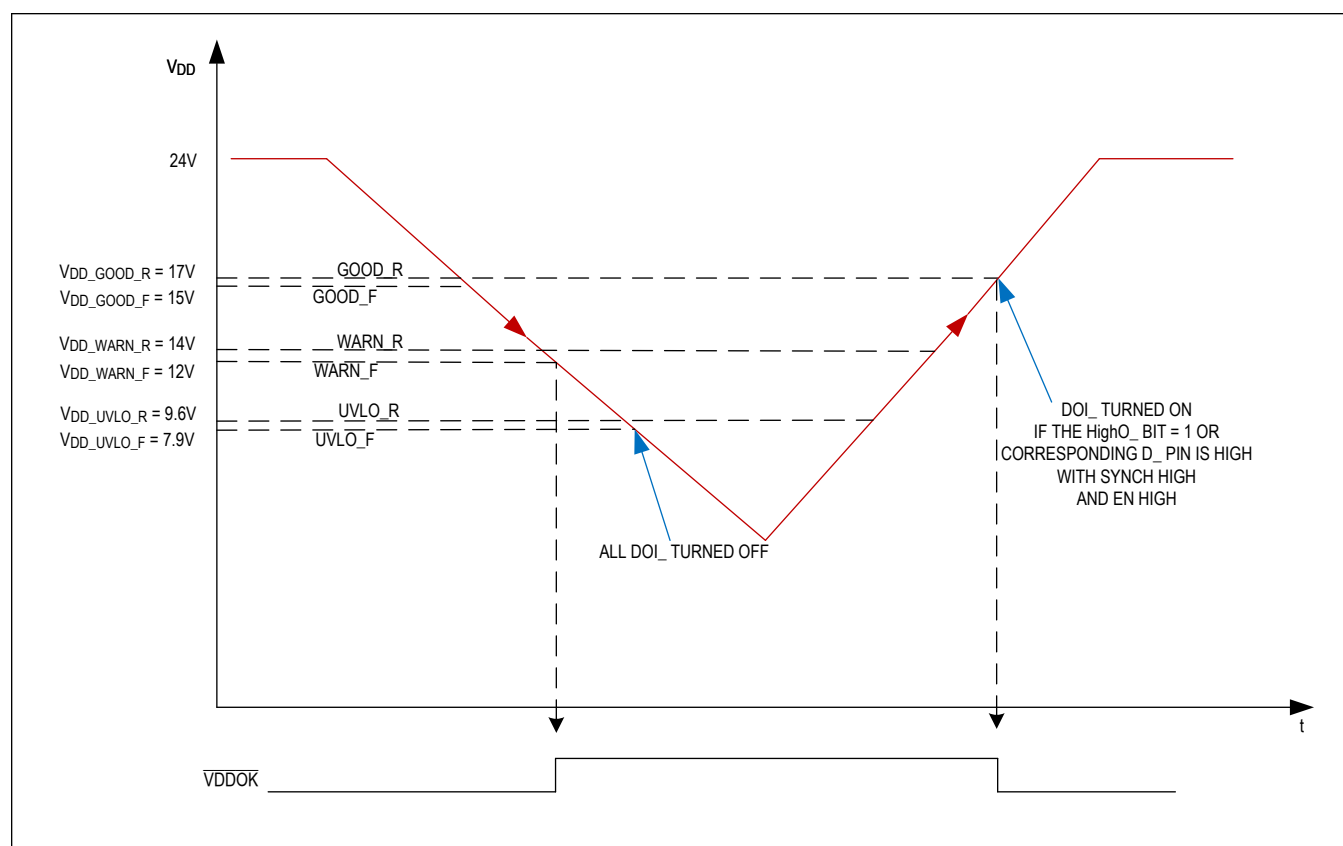 VDD
24V
VDD_GOOD_R = 17V
GOOD_R
VDD_GOOD_F = 15V
GOOD_F
VDD_WARN_R = 14V
WARN_R
VDD_WARN_F = 12V
WARN_F
VDD_UVLO_R = 9.6V
UVLO_R
VDD_UVLO_F = 7.9V
UVLO_F
DOI_ TURNED ON
IF THE HighO_ BIT = 1 OR
CORRESPONDING D_ PIN IS HIGH
WITH SYNCH HIGH
AND EN HIGH
ALL DOI_ TURNED OFF
t
VDDOK